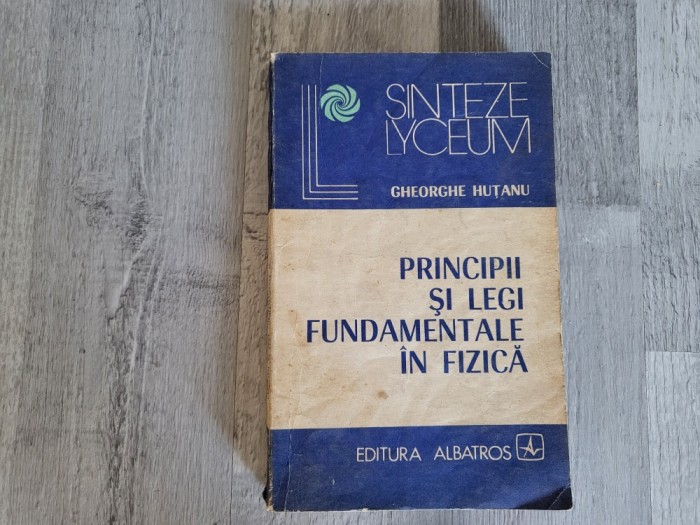 SINTEZE
LYCEUM
GHEORGHE HUȚANU
PRINCIPII
ȘI LEGI
FUNDAMENTALE
ÎN FIZICĂ
EDITURA ALBATROS